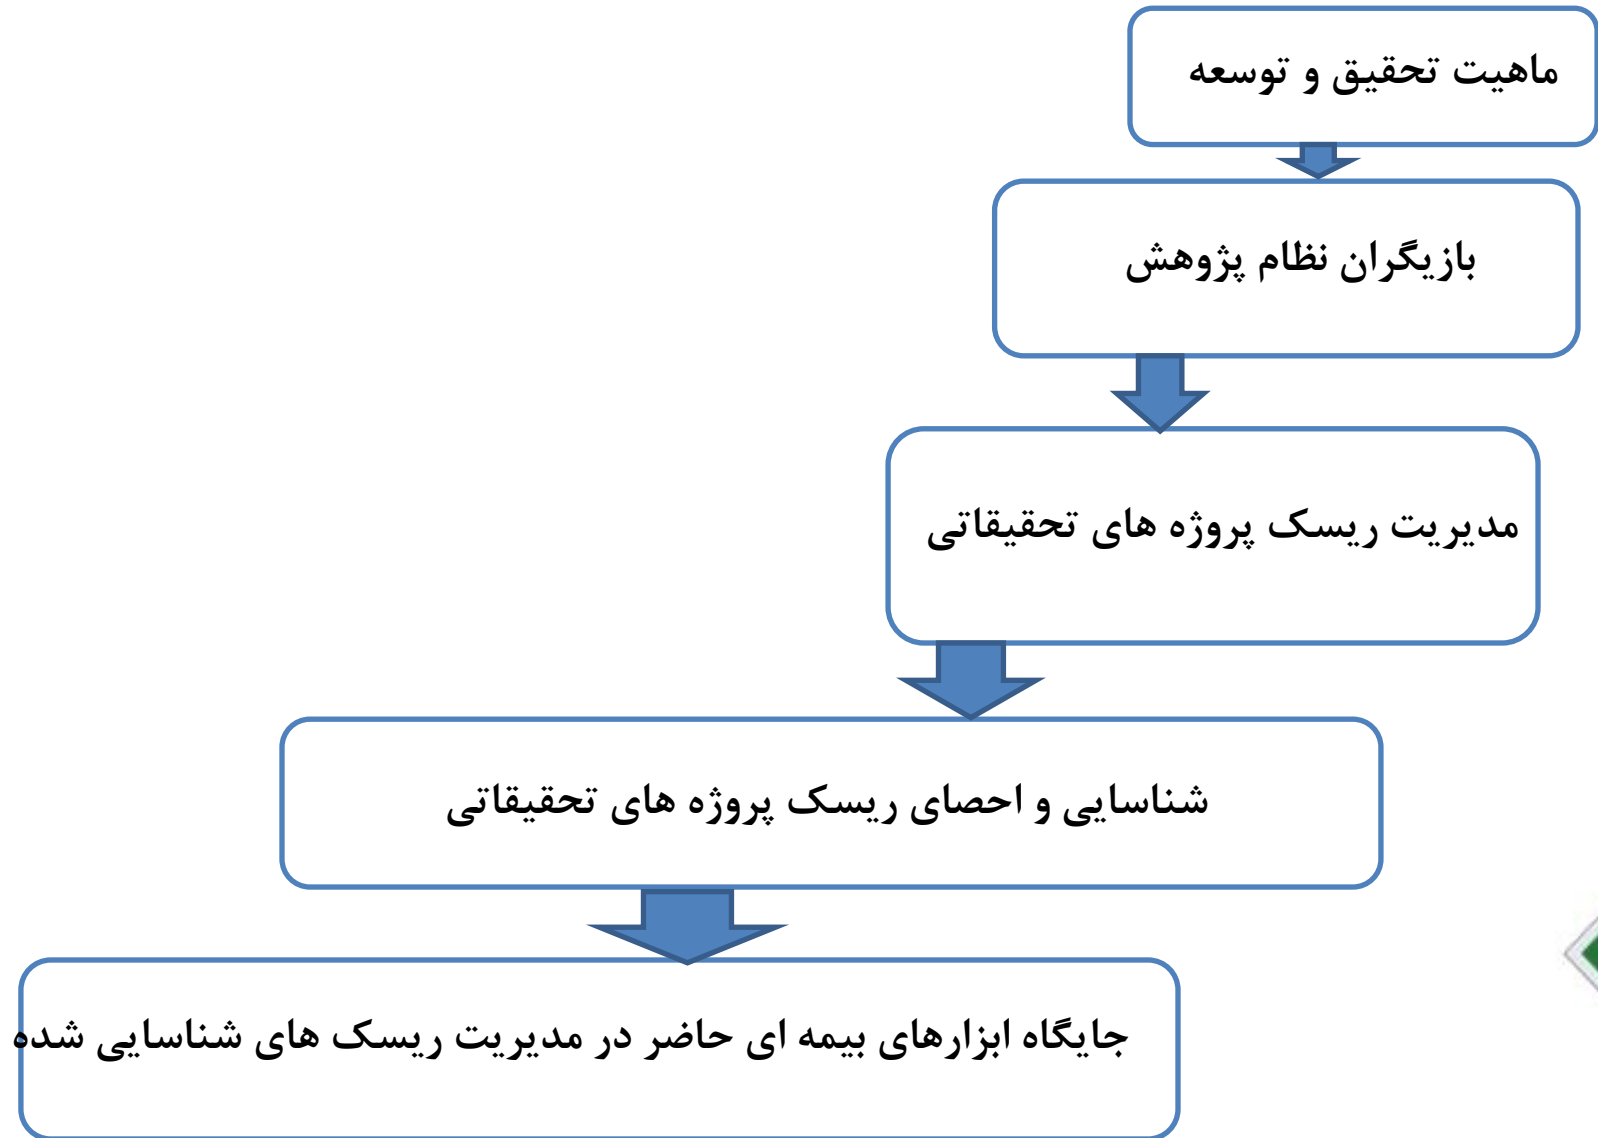 ماهیت تحقیق و توسعه
بازیگران نظام پژوهش
مدیریت ریسک پروژه های تحقیقاتی
شناسایی و احصای ریسک پروژه های تحقیقاتی
جایگاه ابزارهای بیمه ای حاضر در مدیریت ریسک های شناسایی شده